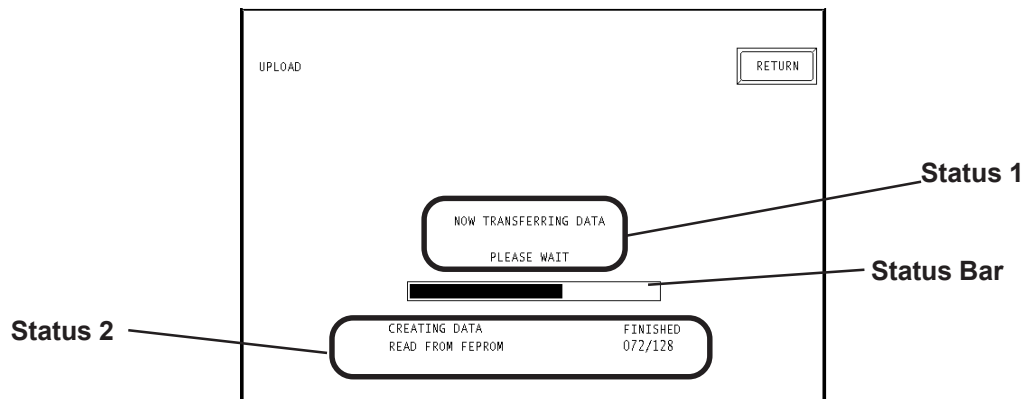 UPLOAD
RETURN
Status 1
NOW TRANSFERRING DATA
PLEASE WAIT
Status Bar
Status 2
CREATING DATA FINISHED
READ FROM FEPROM 072/128